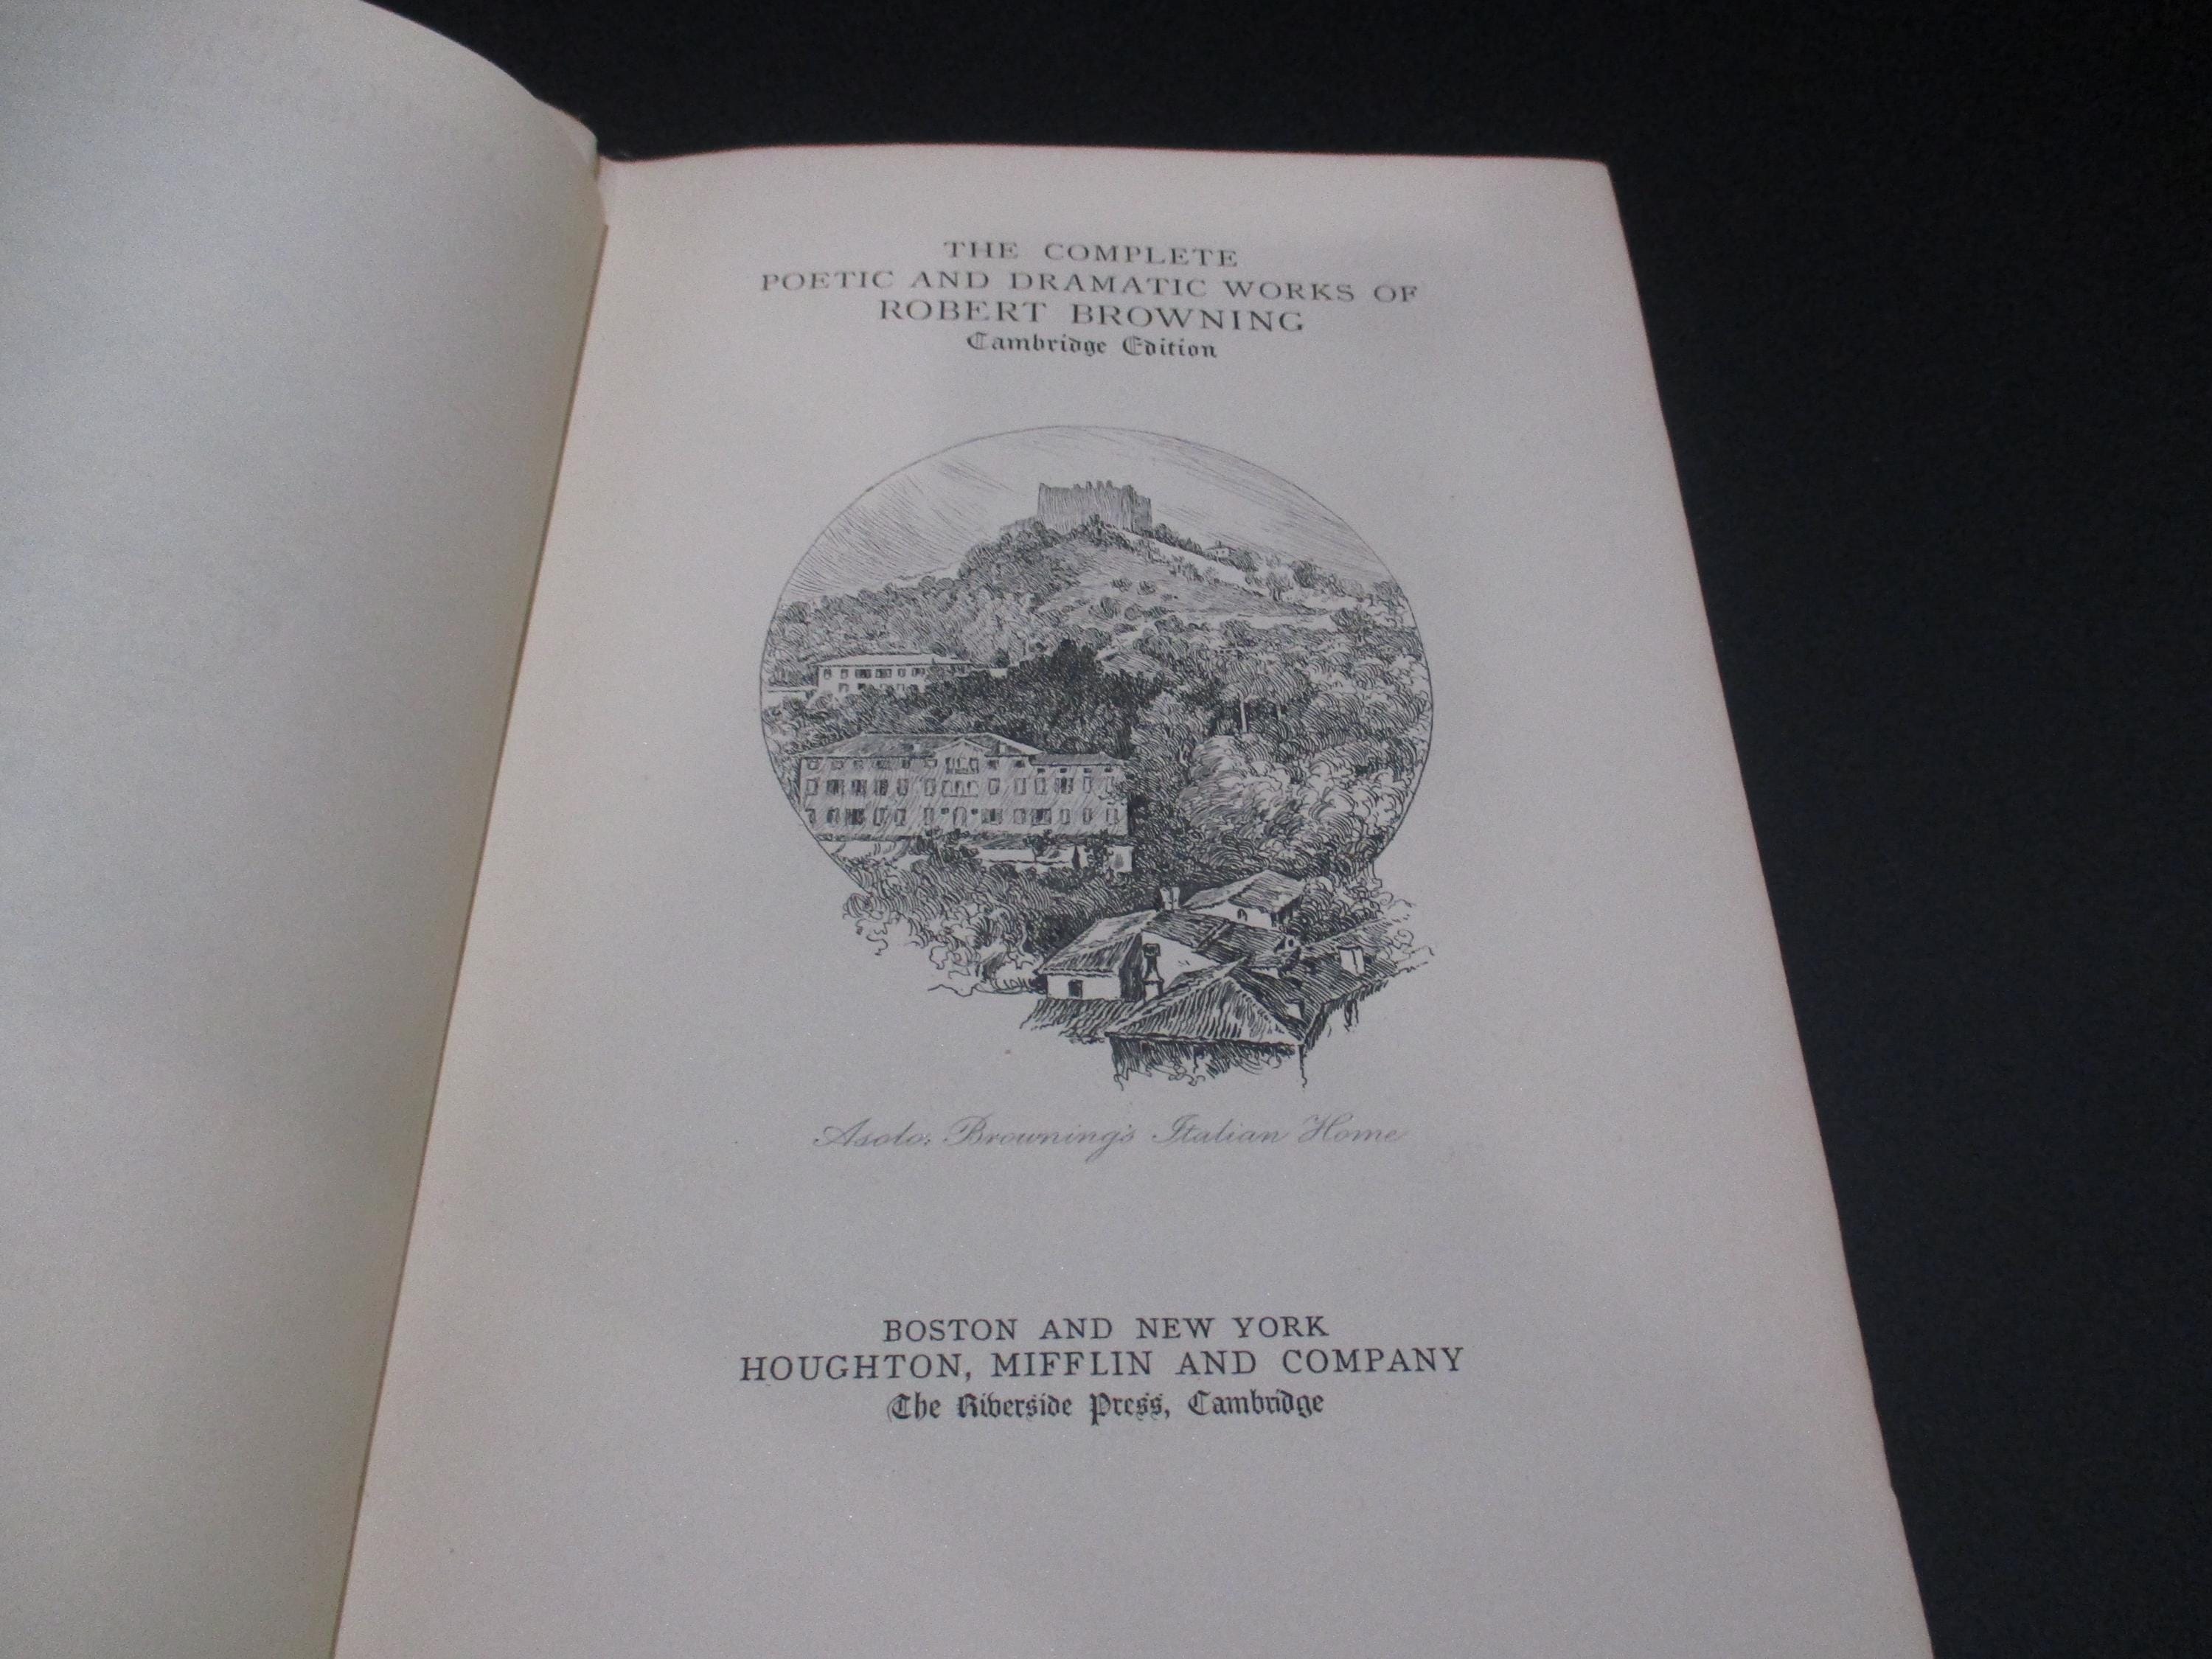 THE COMPLETE
POETIC AND DRAMATIC WORKS OF
ROBERT BROWNING
Cambridge Edition
Asolo: Browning's Italian Home
BOSTON AND NEW YORK
HOUGHTON, MIFFLIN AND COMPANY
The Riverside Press, Cambridge